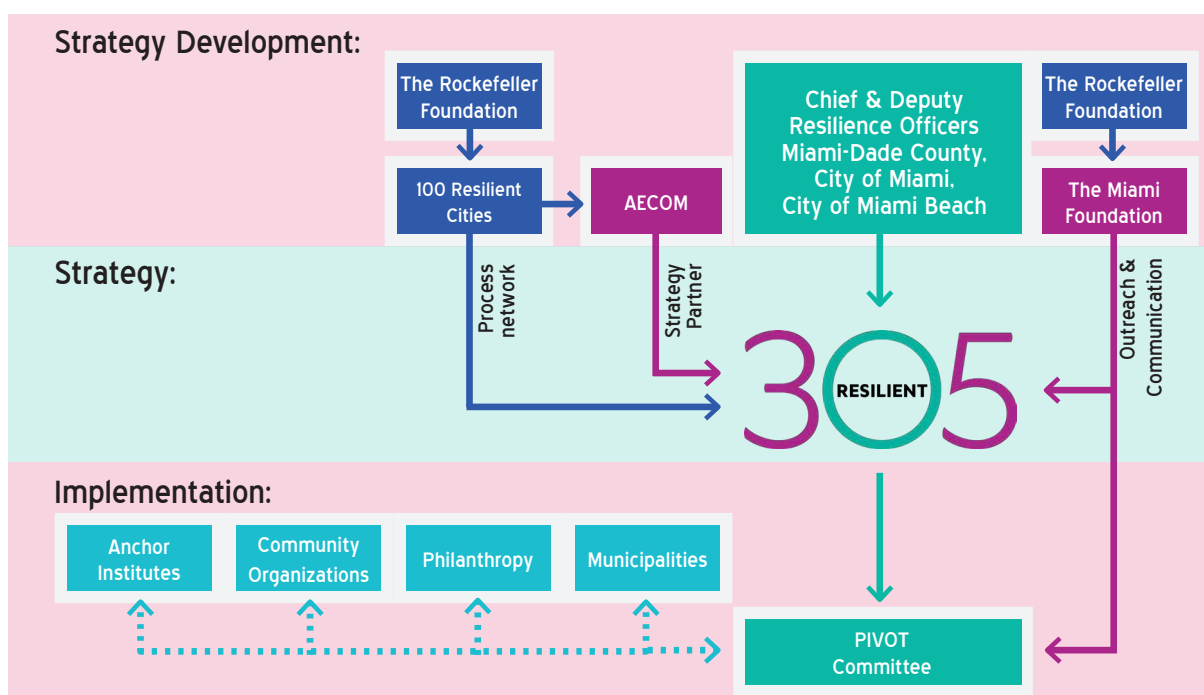 Strategy Development:
The Rockefeller
Foundation
100 Resilient
Cities
AECOM
Chief & Deputy
Resilience Officers
Miami-Dade County,
City of Miami,
City of Miami Beach
The Rockefeller
Foundation
The Miami
Foundation
Strategy:
Process
network
Strategy
Partner
305
RESILIENT
Outreach &
Communication
Implementation:
Anchor
Institutes
Community
Organizations
Philanthropy
Municipalities
PIVOT
Committee